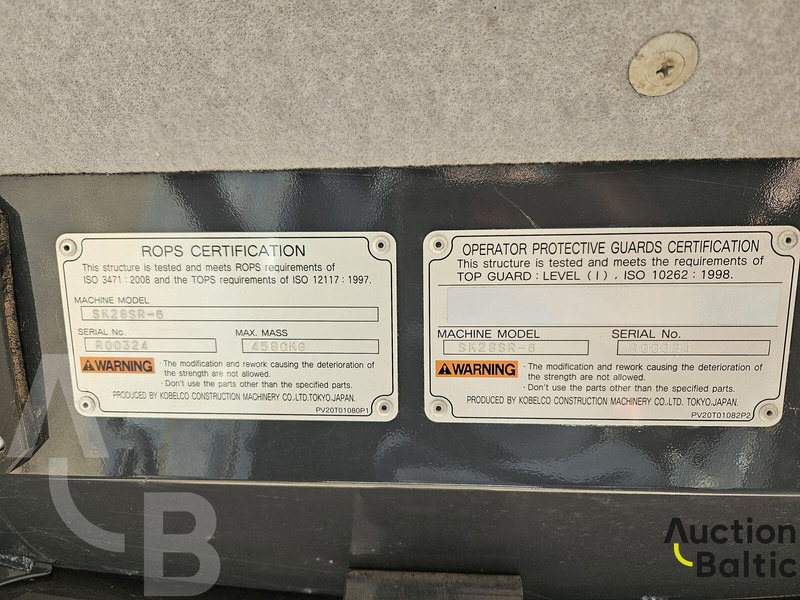 ROPS CERTIFICATION
This structure is tested and meets ROPS requirements of
ISO 3471 : 2008 and the TOPS requirements of ISO 12117 : 1997.
MACHINE MODEL
SK28SR-6
SERIAL No.
MAX. MASS
R00324
4580KG
WARNING
· The modification and rework causing the deterioration of
the strength are not allowed.
· Don't use the parts other than the specified parts.
PRODUCED BY KOBELCO CONSTRUCTION MACHINERY CO.,LTD.TOKYO.JAPAN.
PV20T01080P1
OPERATOR PROTECTIVE GUARDS CERTIFICATION
This structure is tested and meets the requirements of
TOP GUARD : LEVEL ( I ) , ISO 10262 : 1998.
MACHINE MODEL
SERIAL No.
SK28SR-6
R00324
WARNING
· The modification and rework causing the deterioration of
the strength are not allowed.
· Don't use the parts other than the specified parts.
PRODUCED BY KOBELCO CONSTRUCTION MACHINERY CO.,LTD. TOKYO.JAPAN.
PV20T01082P2
AB
Auction
Baltic